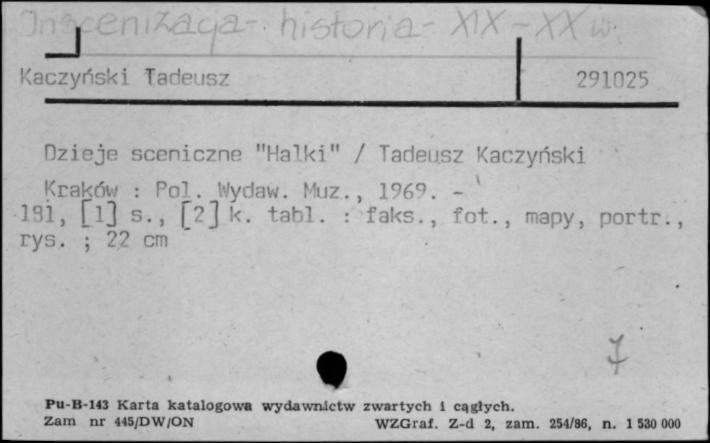 Inscenizacja - historia - XIX - XX w.
Kaczyński Tadeusz 291025
Dzieje sceniczne "Halki" / Tadeusz Kaczyński
Kraków : Pol. Wydaw. Muz., 1969. -
181, [1] s., [2] k. tabl. : faks., fot., mapy, portr.,
rys. ; 22 cm
Pu-B-143 Karta katalogowa wydawnictw zwartych i ciągłych.
Zam nr 445/DW/ON WZGraf. Z-d 2, zam. 254/86, n. 1 530 000